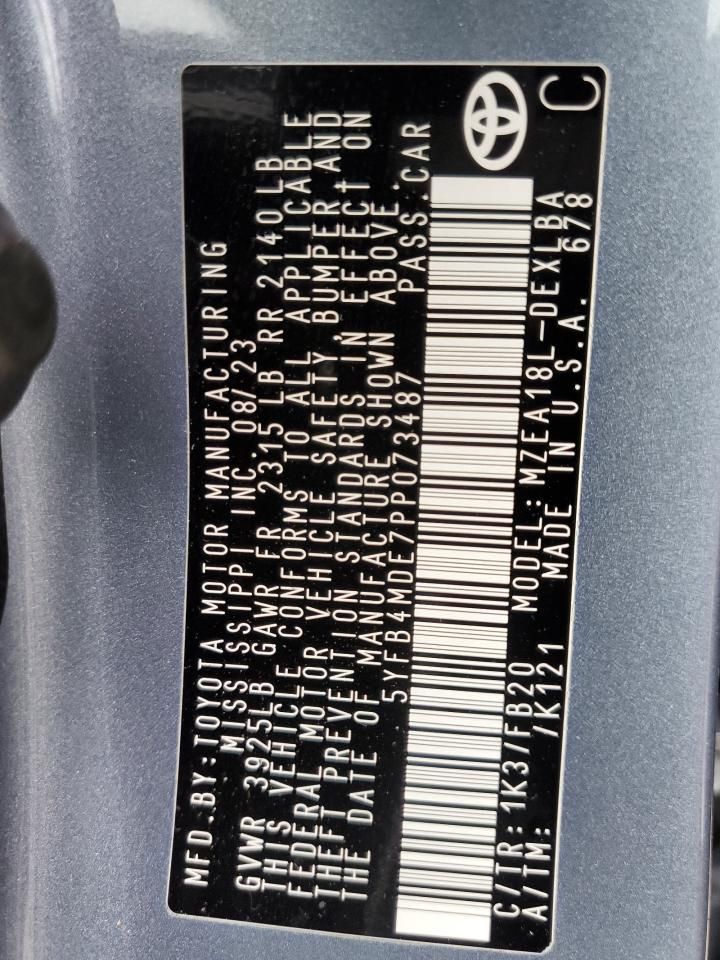 MFD. BY: TOYOTA MOTOR MANUFACTURING
MISSISSIPPI INC. 08/23
GVWR 3925LB GAWR FR 2315 LB RR 2140LB
THIS VEHICLE CONFORMS TO ALL APPLICABLE
FEDERAL MOTOR VEHICLE SAFETY, BUMPER, AND
THEFT PREVENTION STANDARDS IN EFFECT ON
THE DATE OF MANUFACTURE SHOWN ABOVE.
5YFB4MDE7PP073487 PASS. CAR
C/TR: 1K3/FB20 MODEL: MZEA18L-DEXLBA
A/TM: /K121 MADE IN U.S.A. 678
C